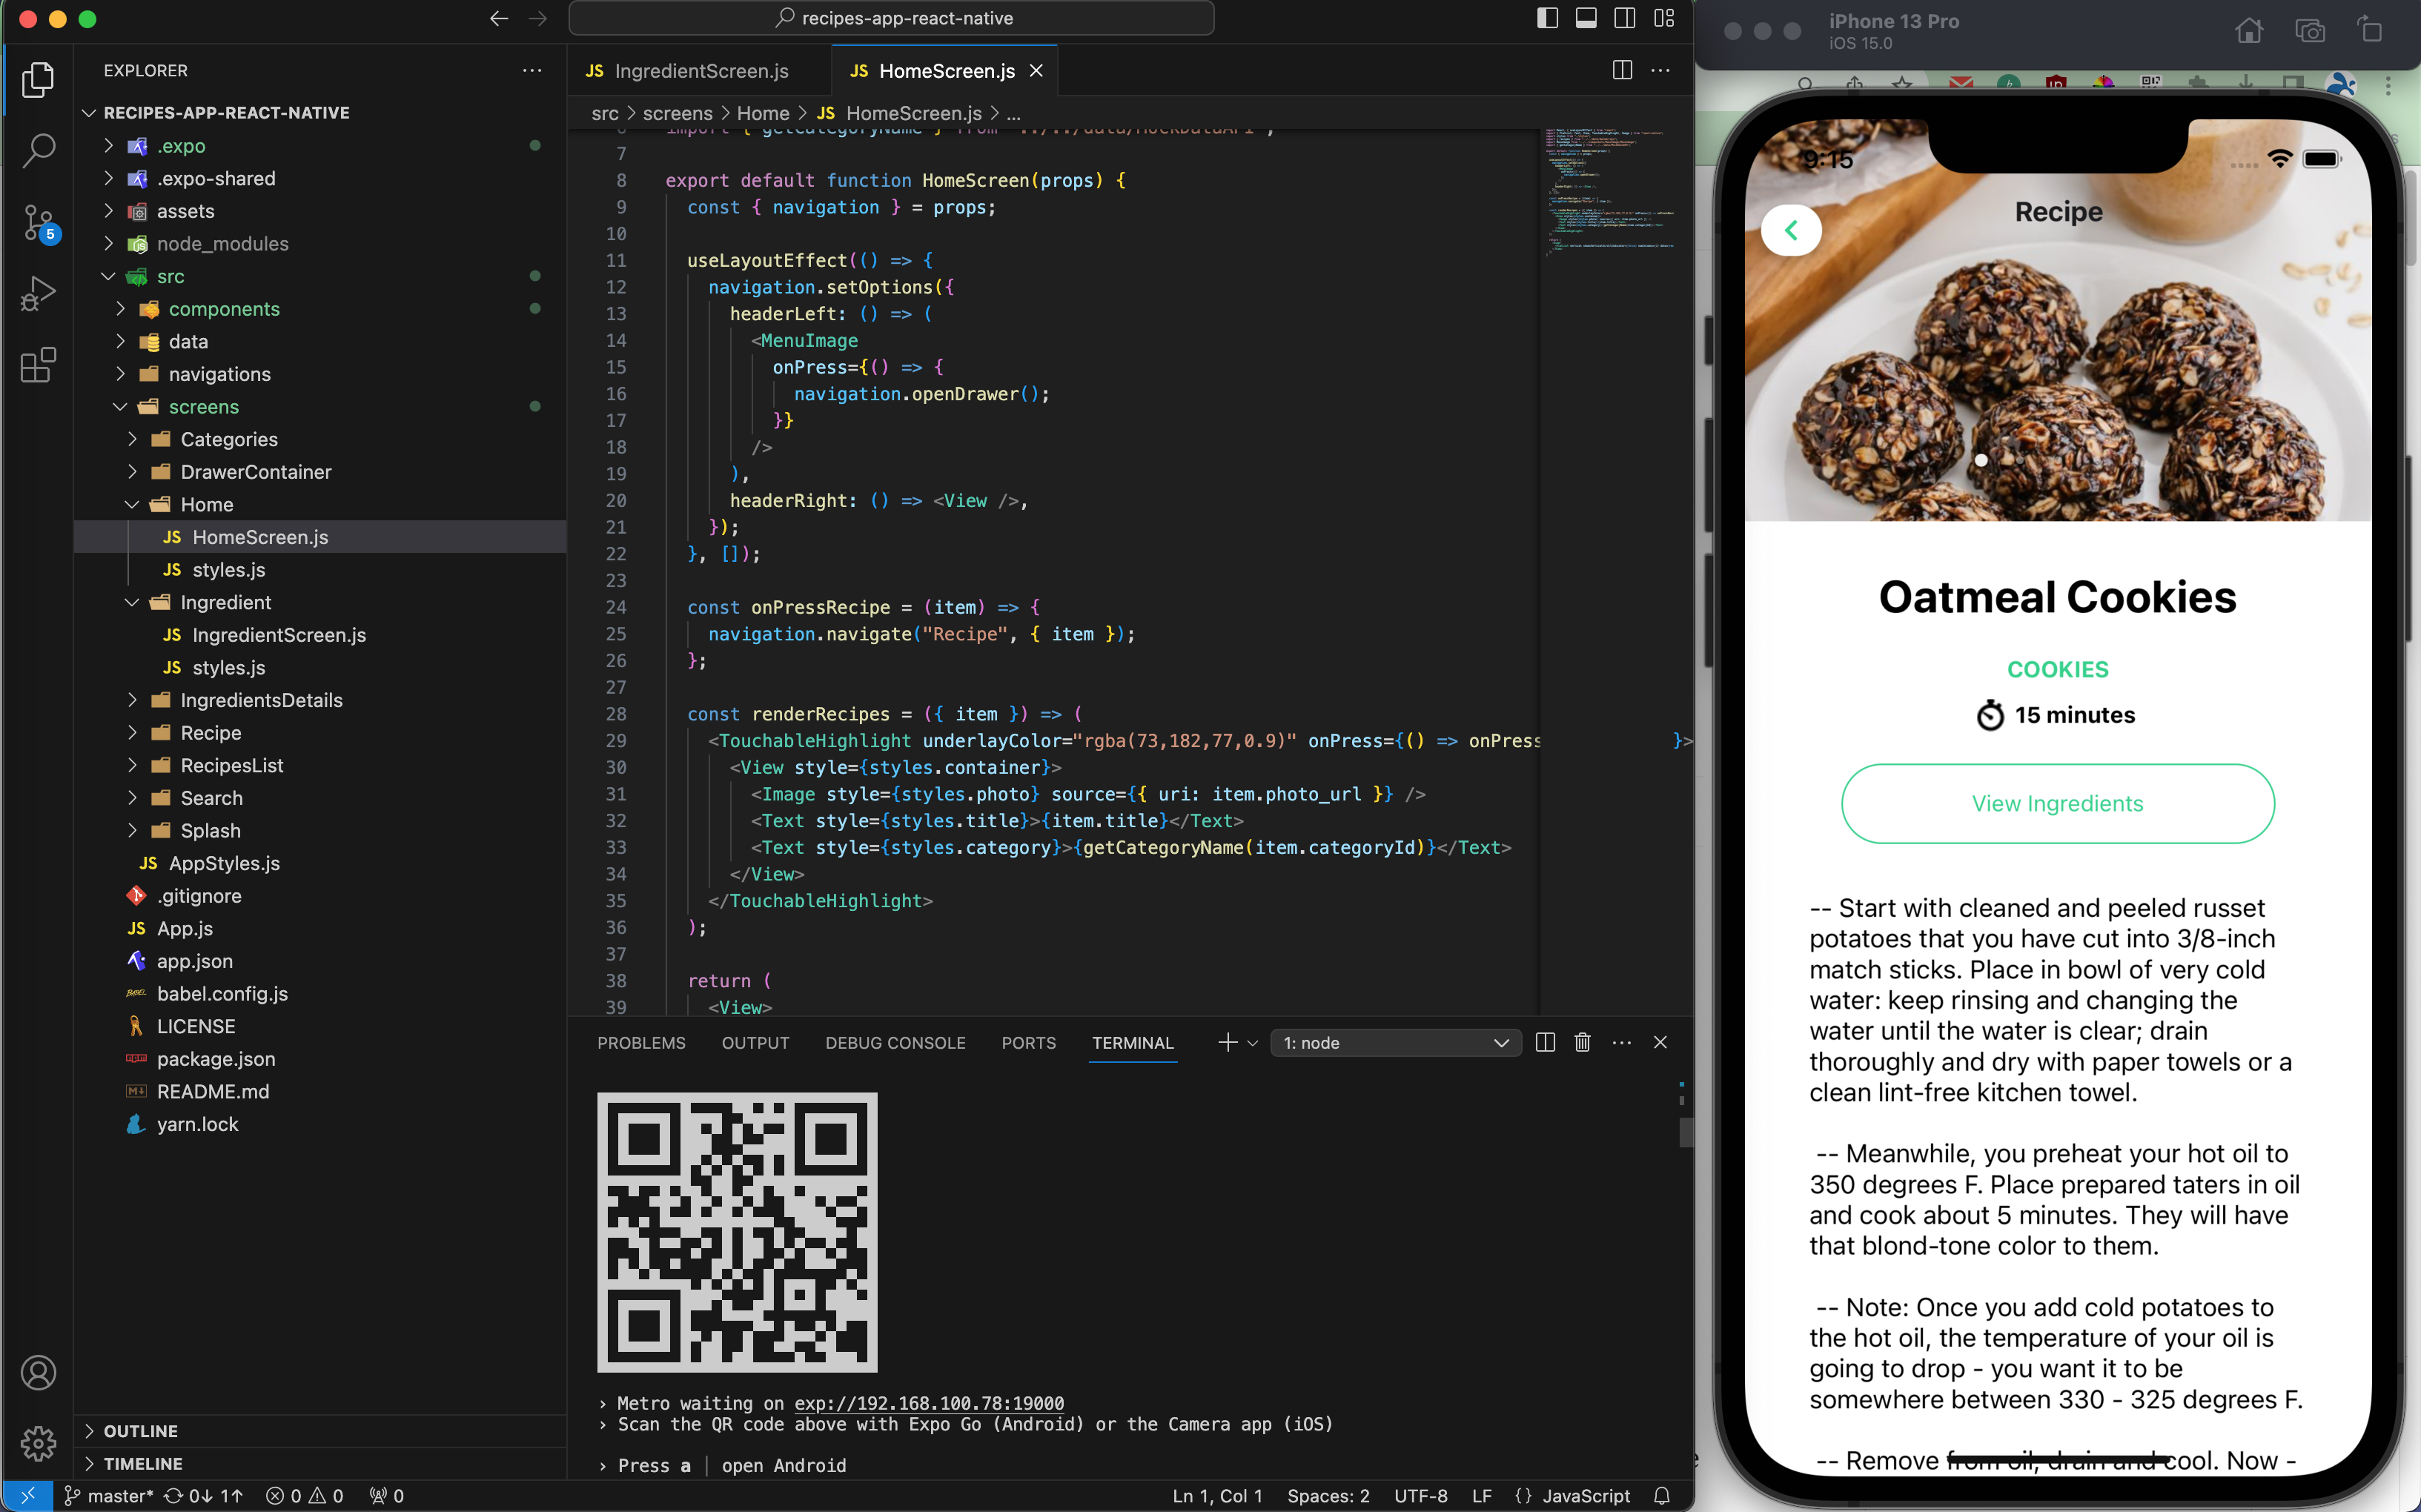 recipes-app-react-native
EXPLORER
RECIPES-APP-REACT-NATIVE
.expo
.expo-shared
assets
node_modules
src
components
data
navigations
screens
Categories
DrawerContainer
Home
JS HomeScreen.js
JS styles.js
Ingredient
JS IngredientScreen.js
JS styles.js
IngredientsDetails
Recipe
RecipesList
Search
Splash
JS AppStyles.js
.gitignore
JS App.js
app.json
babel.config.js
LICENSE
package.json
README.md
yarn.lock
OUTLINE
TIMELINE
5
JS IngredientScreen.js
JS HomeScreen.js
src > screens > Home > JS HomeScreen.js > ...
6 import { getCategoryName } from "../../data/MockDataAPI";
7
8 export default function HomeScreen(props) {
9 const { navigation } = props;
10
11 useLayoutEffect(() => {
12 navigation.setOptions({
13 headerLeft: () => (
14 <MenuImage
15 onPress={() => {
16 navigation.openDrawer();
17 }}
18 />
19 ),
20 headerRight: () => <View />,
21 });
22 }, []);
23
24 const onPressRecipe = (item) => {
25 navigation.navigate("Recipe", { item });
26 };
27
28 const renderRecipes = ({ item }) => (
29 <TouchableHighlight underlayColor="rgba(73,182,77,0.9)" onPress={() => onPress }>
30 <View style={styles.container}>
31 <Image style={styles.photo} source={{ uri: item.photo_url }} />
32 <Text style={styles.title}>{item.title}</Text>
33 <Text style={styles.category}>{getCategoryName(item.categoryId)}</Text>
34 </View>
35 </TouchableHighlight>
36 );
37
38 return (
39 <View>
PROBLEMS OUTPUT DEBUG CONSOLE PORTS TERMINAL 1: node
› Metro waiting on exp://192.168.100.78:19000
› Scan the QR code above with Expo Go (Android) or the Camera app (iOS)
› Press a │ open Android
master* 0↓ 1↑ 0 0 0
Ln 1, Col 1 Spaces: 2 UTF-8 LF {} JavaScript
iPhone 13 Pro
iOS 15.0
9:15
Recipe
Oatmeal Cookies
COOKIES
15 minutes
View Ingredients
-- Start with cleaned and peeled russet
potatoes that you have cut into 3/8-inch
match sticks. Place in bowl of very cold
water: keep rinsing and changing the
water until the water is clear; drain
thoroughly and dry with paper towels or a
clean lint-free kitchen towel.
-- Meanwhile, you preheat your hot oil to
350 degrees F. Place prepared taters in oil
and cook about 5 minutes. They will have
that blond-tone color to them.
-- Note: Once you add cold potatoes to
the hot oil, the temperature of your oil is
going to drop - you want it to be
somewhere between 330 - 325 degrees F.
-- Remove from oil, drain and cool. Now -